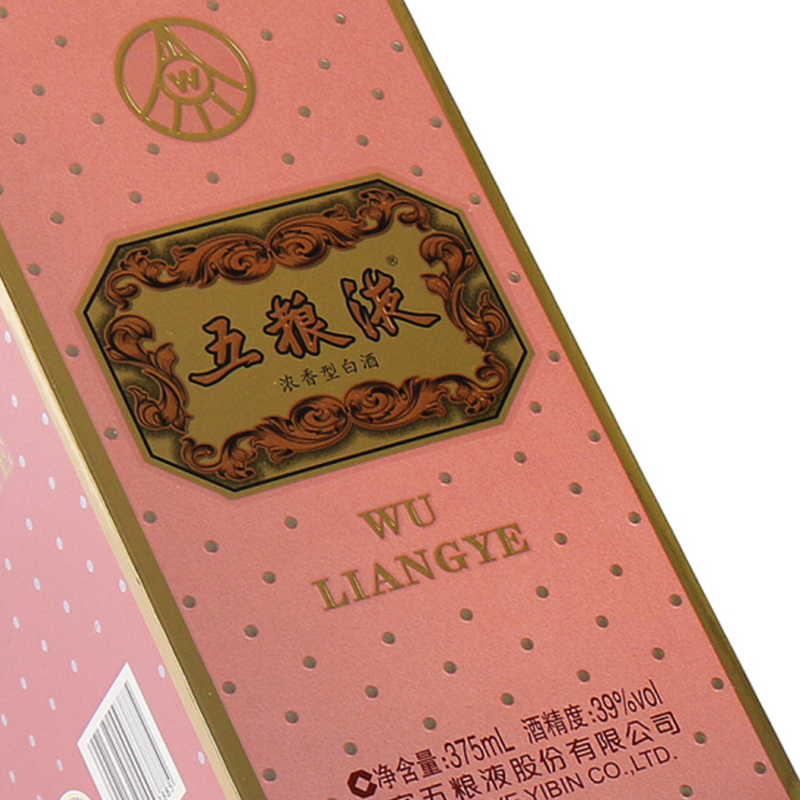 W
五粮液®
浓香型白酒
WU
LIANGYE
净含量:375mL 酒精度:39%vol
五粮液股份有限公司
YIBIN CO.,LTD.